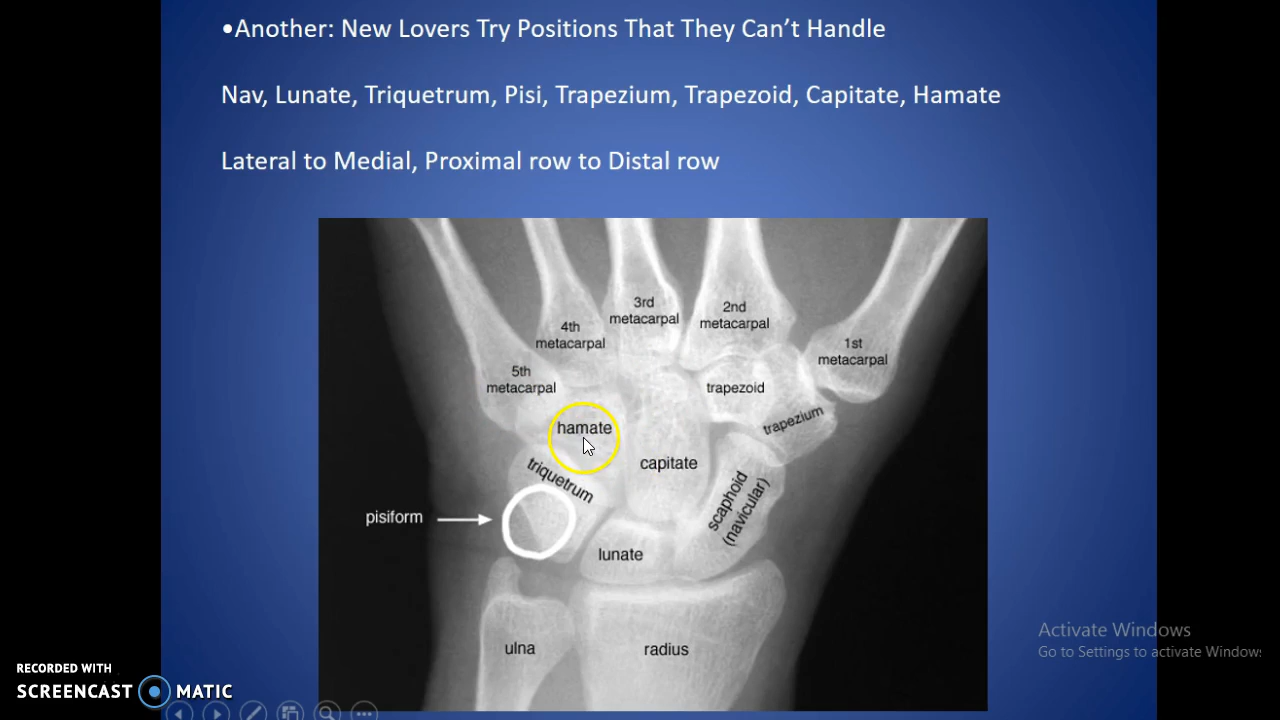 •Another: New Lovers Try Positions That They Can’t Handle
Nav, Lunate, Triquetrum, Pisi, Trapezium, Trapezoid, Capitate, Hamate
Lateral to Medial, Proximal row to Distal row
3rd
metacarpal
2nd
metacarpal
4th
metacarpal
1st
metacarpal
5th
metacarpal
trapezoid
trapezium
hamate
capitate
triquetrum
scaphoid
(navicular)
pisiform
lunate
ulna
radius
Activate Windows
Go to Settings to activate Windows
RECORDED WITH
SCREENCAST MATIC